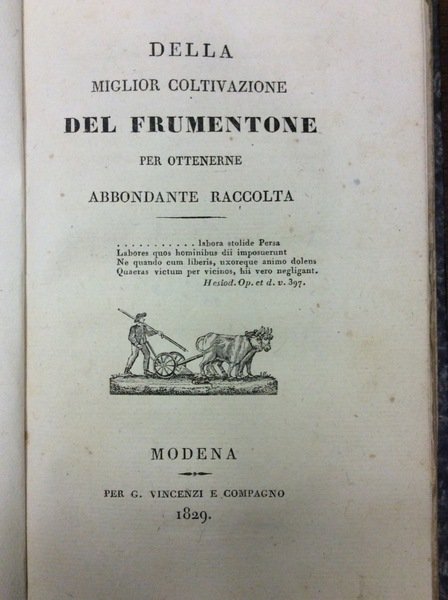 DELLA
MIGLIOR COLTIVAZIONE
DEL FRUMENTONE
PER OTTENERNE
ABBONDANTE RACCOLTA
. . . . . . . . . . . labora stolide Persa
Labores quos hominibus dii imposuerunt
Ne quando cum liberis, uxoreque animo dolens
Quaeras victum per vicinos, hii vero negligant.
Hesiod. Op. et d. v. 397.
MODENA
PER G. VINCENZI E COMPAGNO
1829.